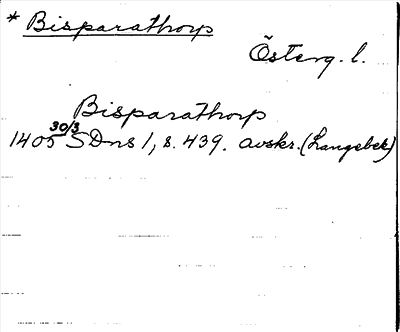 * Bisparathorp
Österg. l.
Bisparathorp
1405 30/3 SDns 1, s. 439. avskr. (Langebek)